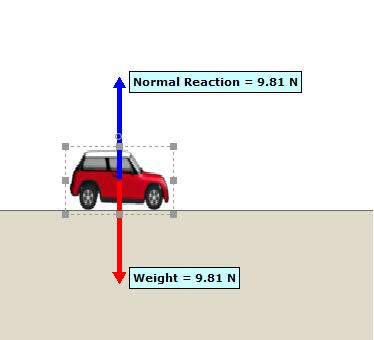 Normal Reaction = 9.81 N
Weight = 9.81 N